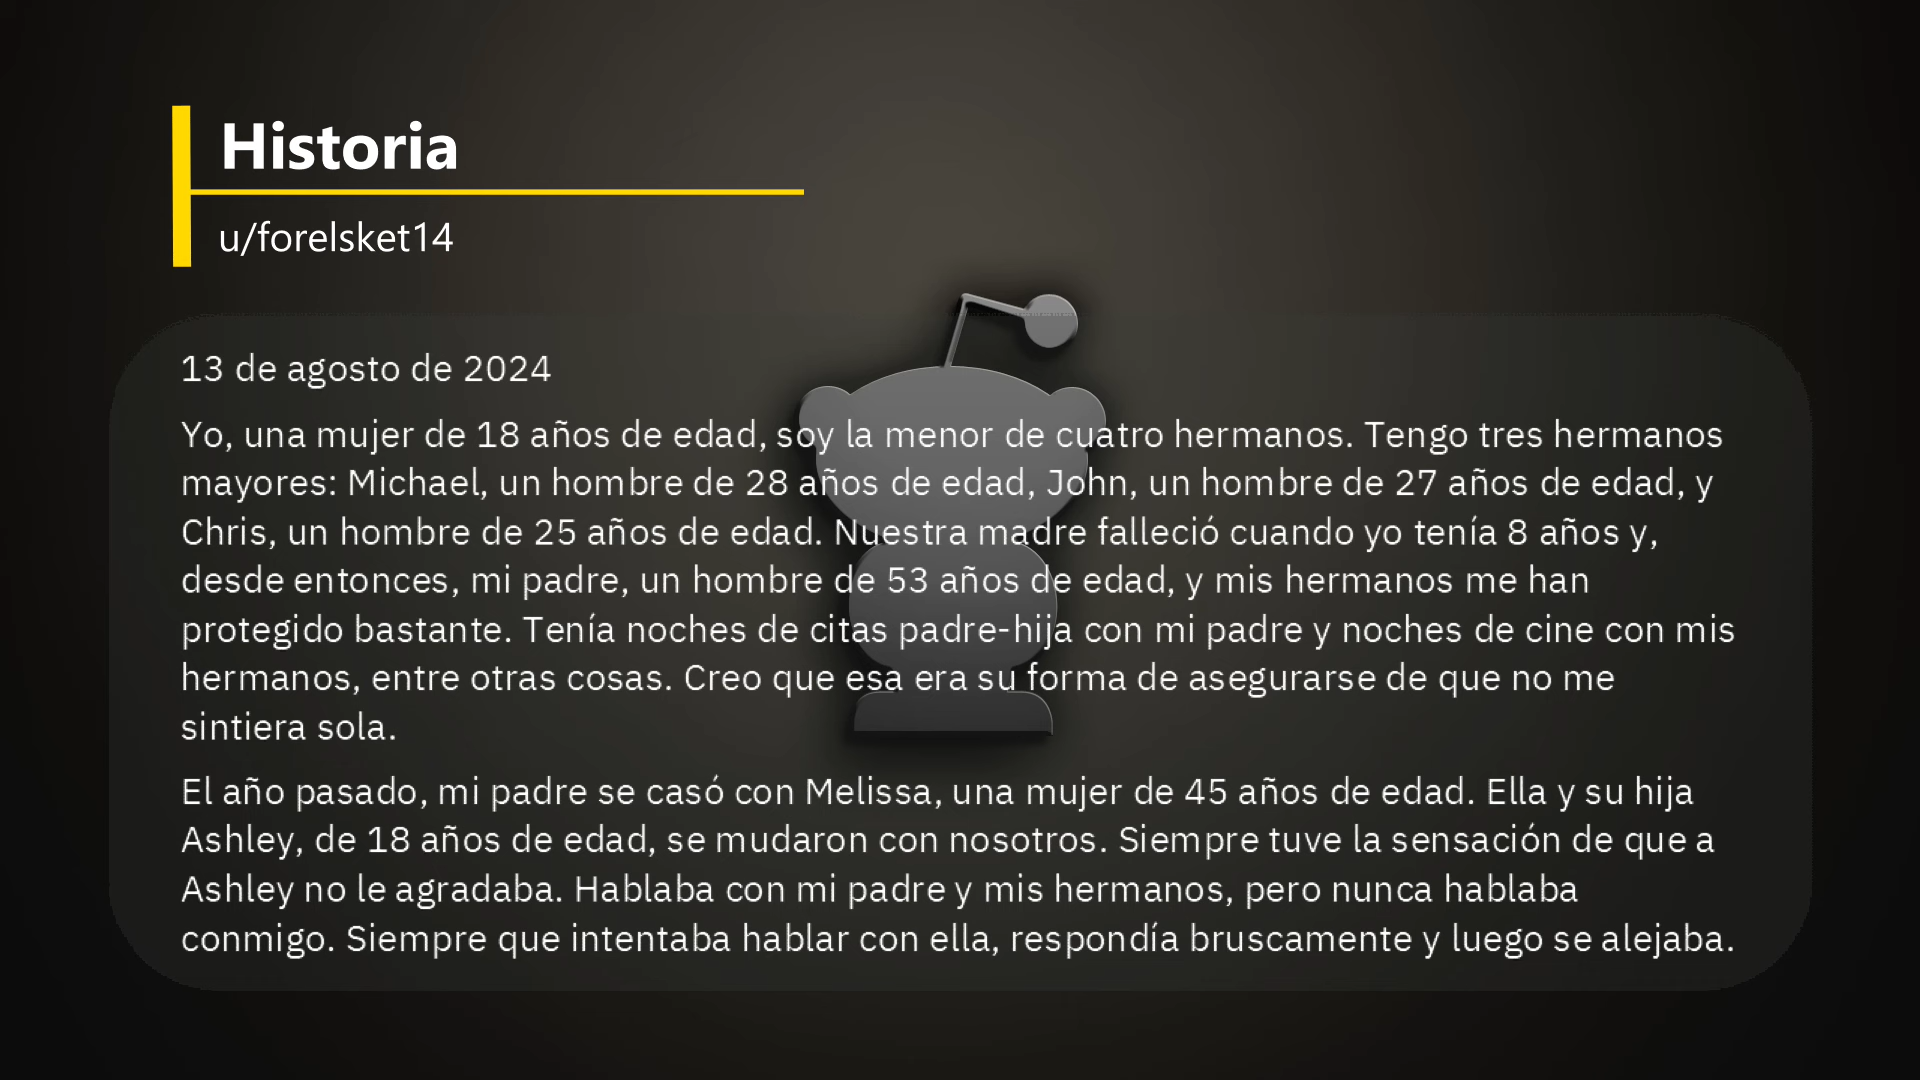 Historia
u/forelsket14
13 de agosto de 2024
Yo, una mujer de 18 años de edad, soy la menor de cuatro hermanos. Tengo tres hermanos
mayores: Michael, un hombre de 28 años de edad, John, un hombre de 27 años de edad, y
Chris, un hombre de 25 años de edad. Nuestra madre falleció cuando yo tenía 8 años y,
desde entonces, mi padre, un hombre de 53 años de edad, y mis hermanos me han
protegido bastante. Tenía noches de citas padre-hija con mi padre y noches de cine con mis
hermanos, entre otras cosas. Creo que esa era su forma de asegurarse de que no me
sintiera sola.
El año pasado, mi padre se casó con Melissa, una mujer de 45 años de edad. Ella y su hija
Ashley, de 18 años de edad, se mudaron con nosotros. Siempre tuve la sensación de que a
Ashley no le agradaba. Hablaba con mi padre y mis hermanos, pero nunca hablaba
conmigo. Siempre que intentaba hablar con ella, respondía bruscamente y luego se alejaba.